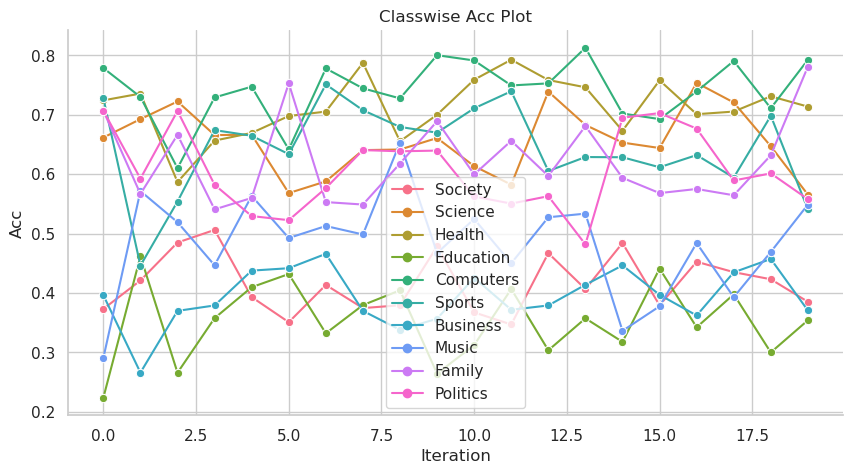 Classwise Acc Plot
Acc
0.8
0.7
0.6
0.5
0.4
0.3
0.2
Society
Science
Health
Education
Computers
Sports
Business
Music
Family
Politics
0.0 2.5 5.0 7.5 10.0 12.5 15.0 17.5
Iteration